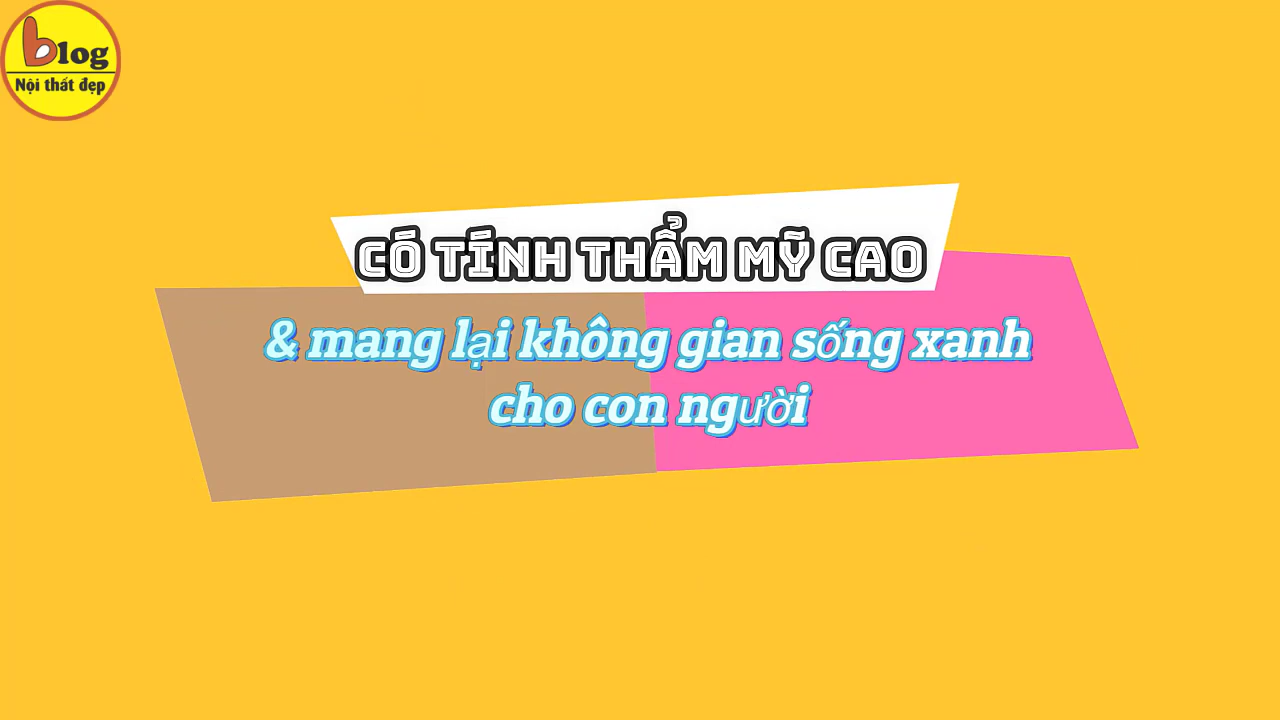 blog
Nội thất đẹp
CÓ TÍNH THẨM MỸ CAO
& mang lại không gian sống xanh
cho con người